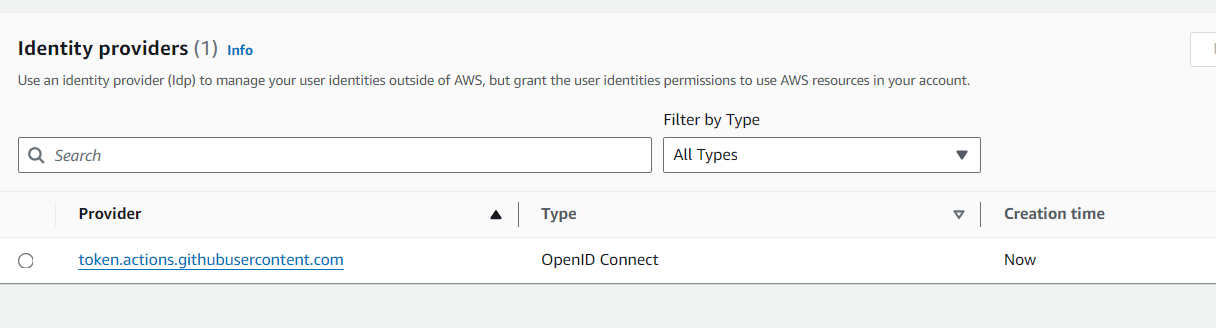 Identity providers (1) Info
Use an identity provider (Idp) to manage your user identities outside of AWS, but grant the user identities permissions to use AWS resources in your account.
Filter by Type
Search
All Types
Provider Type Creation time
token.actions.githubusercontent.com OpenID Connect Now